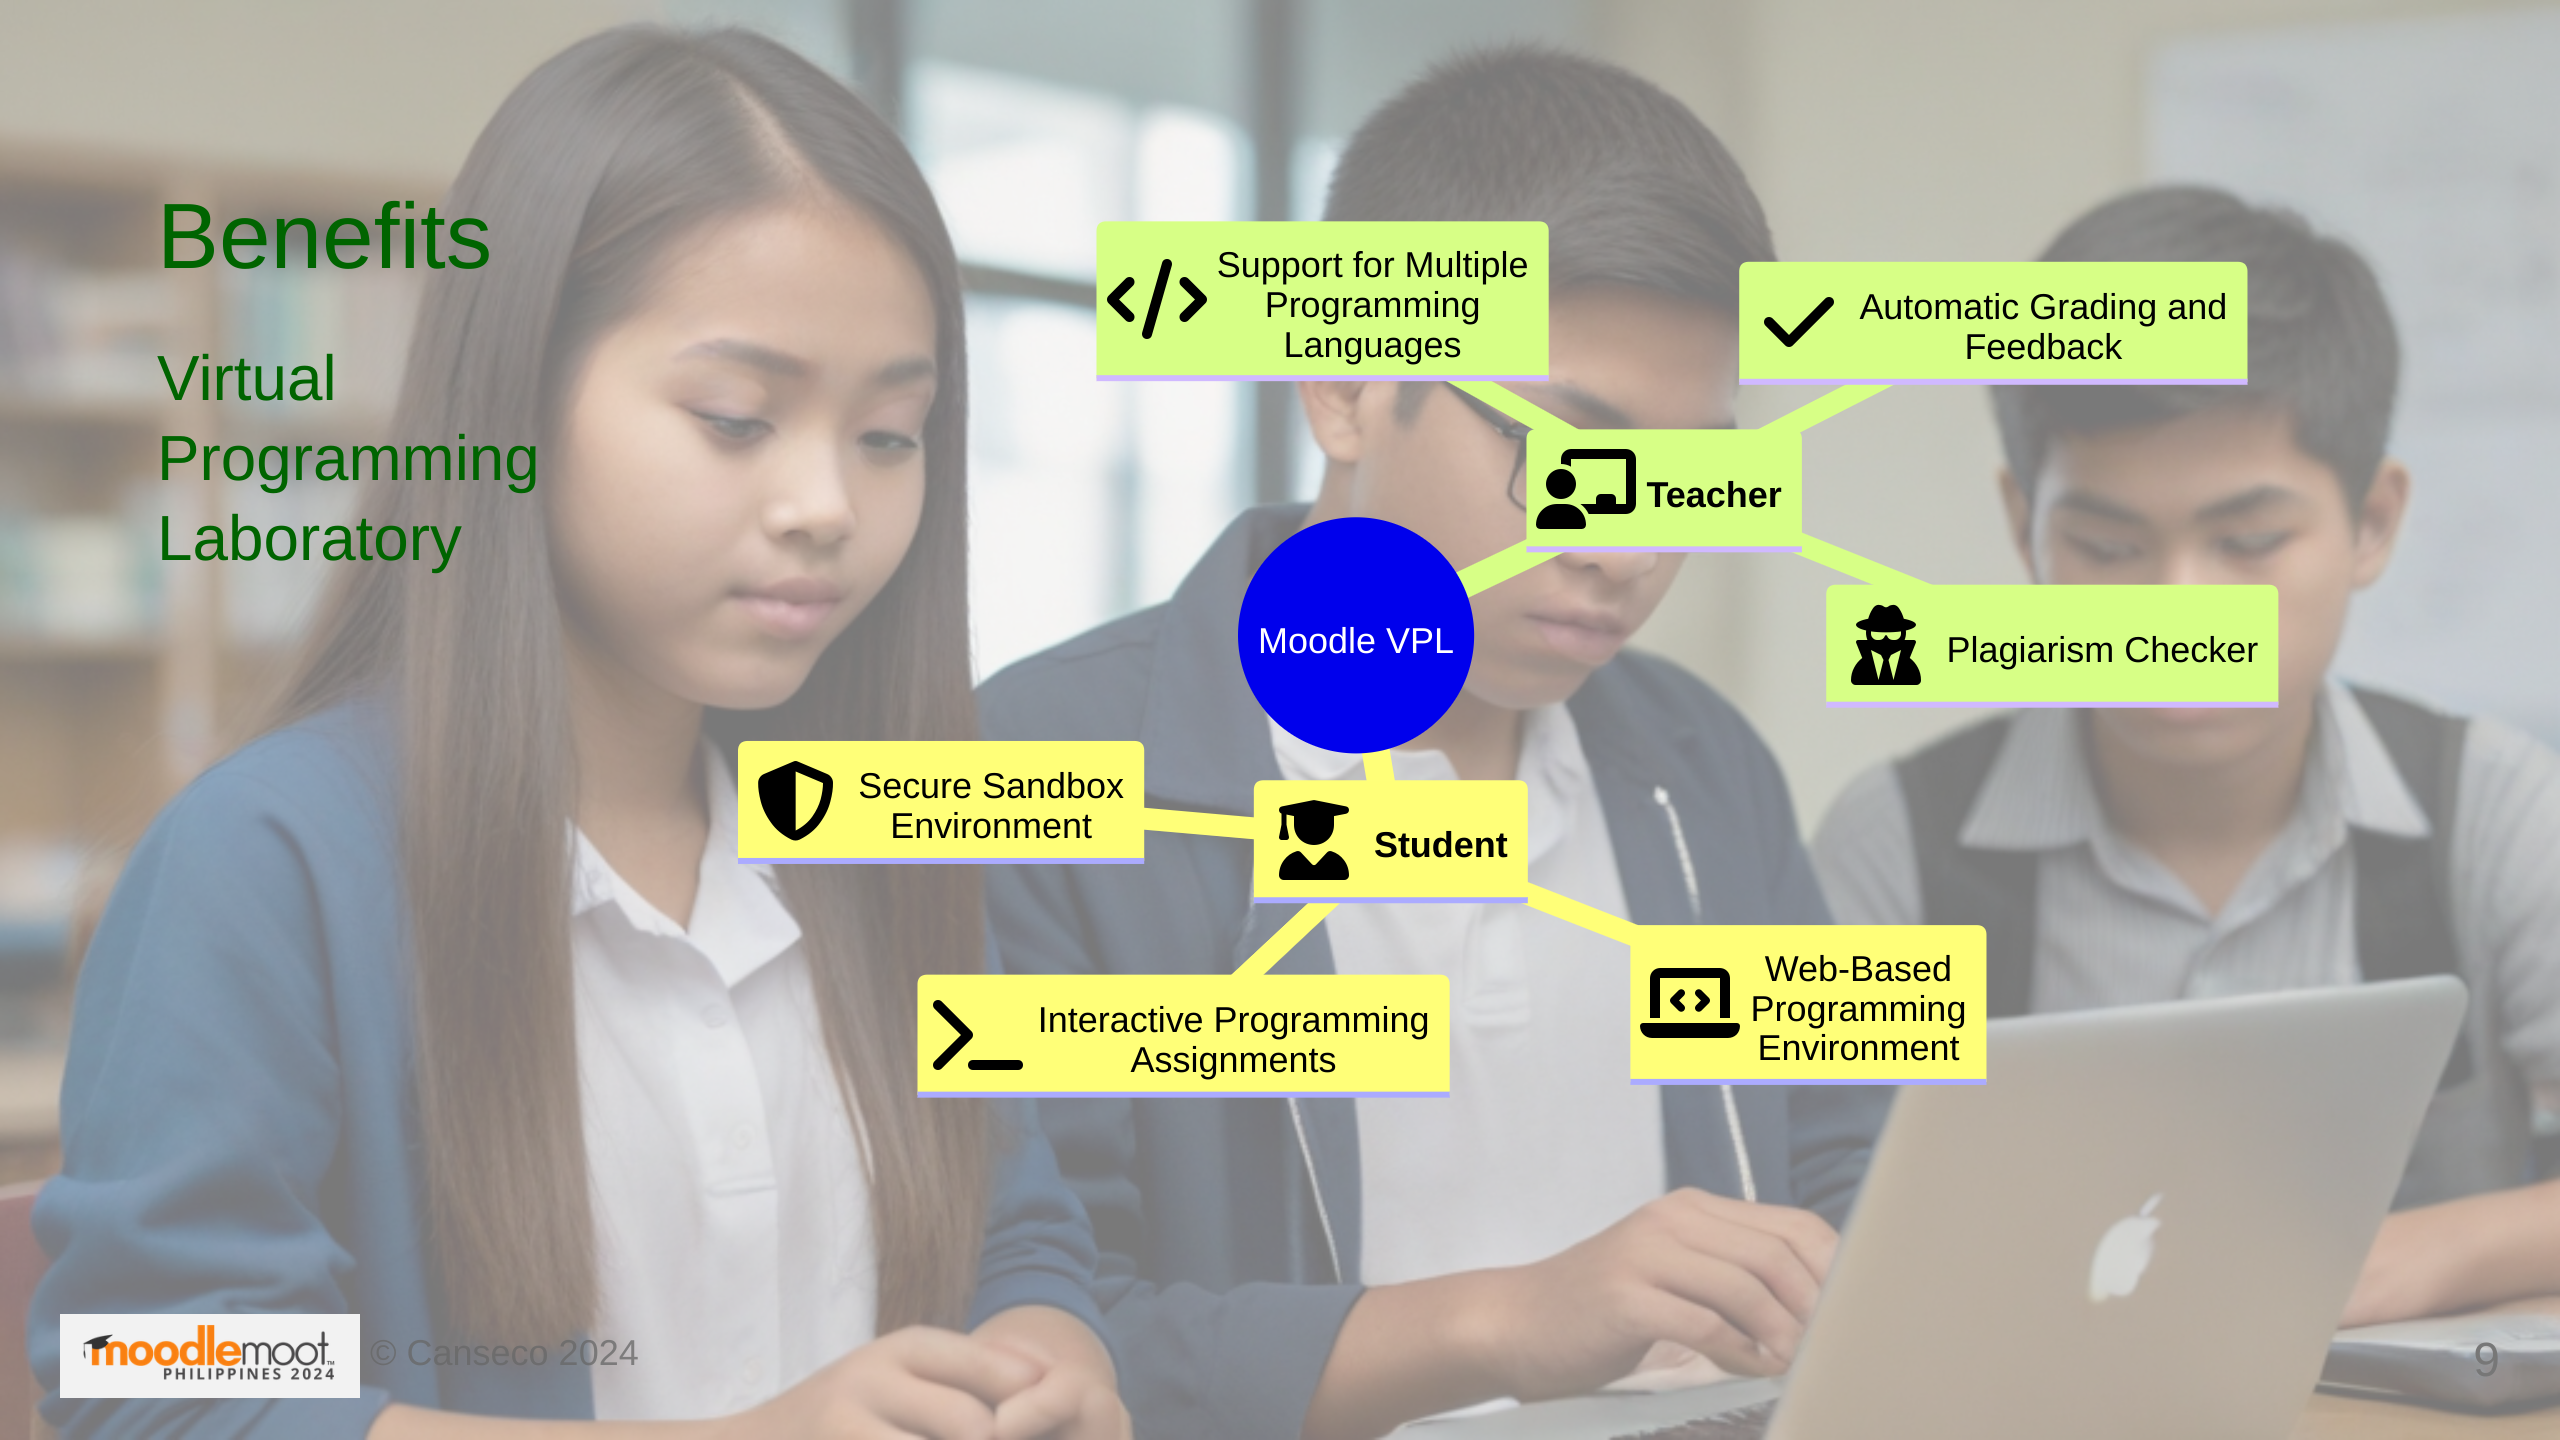 Benefits
Virtual
Programming
Laboratory
Support for Multiple
Programming
Languages
Automatic Grading and
Feedback
Teacher
Plagiarism Checker
Moodle VPL
Secure Sandbox
Environment
Student
Interactive Programming
Assignments
Web-Based
Programming
Environment
moodlemoot™
PHILIPPINES 2024
© Canseco 2024
9